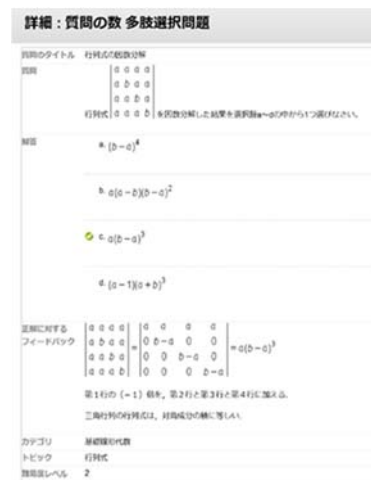 詳細：質問の数 多肢選択問題
質問のタイトル 行列式の因数分解
質問
a a a a
a b a a
a a b a
行列式 a a a b を因数分解した結果を選択肢a〜dの中から1つ選びなさい。
解答
a. (b−a)⁴
b. a(a−b)(b−a)²
c. a(b−a)³
d. (a−1)(a+b)³
正解に対する
フィードバック
a a a a   a a a a
a b a a = 0 b−a 0 0 = a(b−a)³
a a b a   0 0 b−a 0
a a a b   0 0 0 b−a
第1行の（−1）倍を，第2行と第3行と第4行に加える.
三角行列の行列式は，対角成分の積に等しい.
カテゴリ 基礎線形代数
トピック 行列式
難易度レベル 2